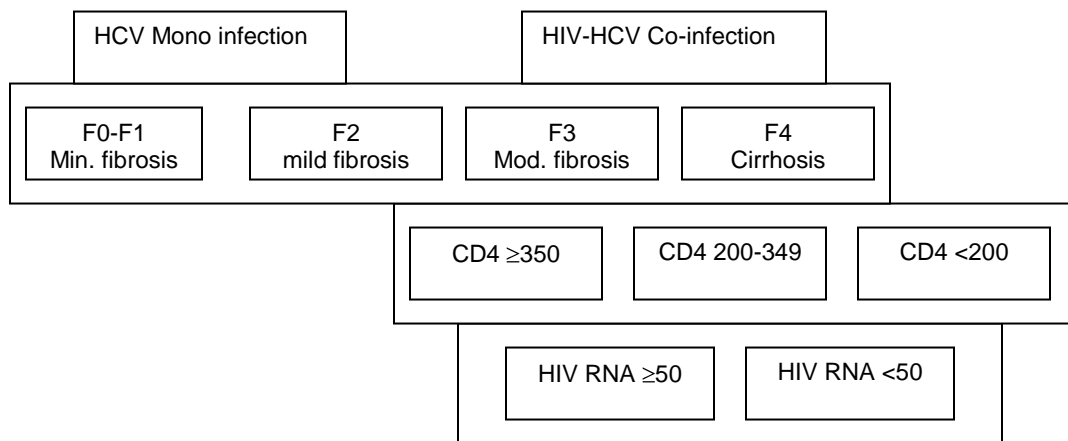 HCV Mono infection
HIV-HCV Co-infection
F0-F1
Min. fibrosis
F2
mild fibrosis
F3
Mod. fibrosis
F4
Cirrhosis
CD4 ≥350
CD4 200-349
CD4 <200
HIV RNA ≥50
HIV RNA <50